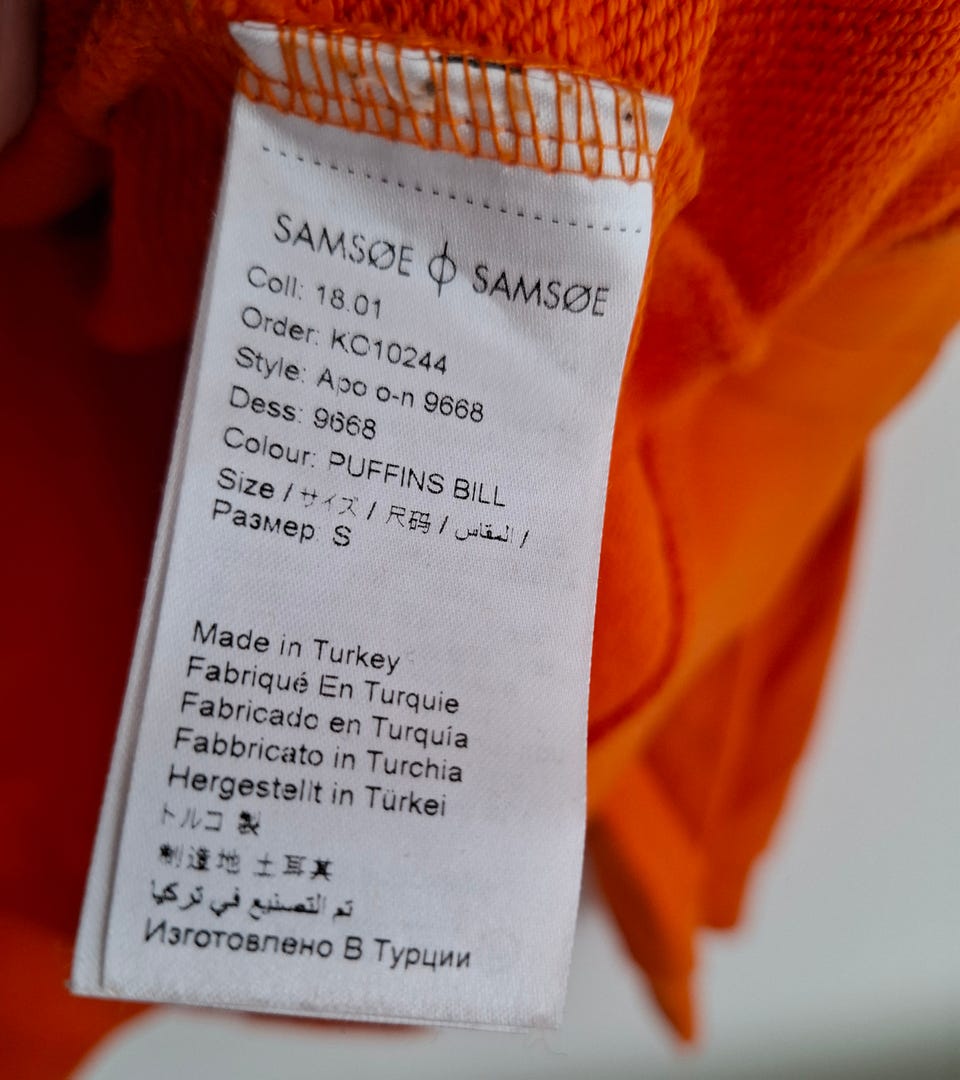 SAMSØE ϕ SAMSØE
Coll: 18.01
Order: KO10244
Style: Apo o-n 9668
Dess: 9668
Colour: PUFFINS BILL
Size / サイズ / 尺码 / المقاس /
Размер S
Made in Turkey
Fabriqué En Turquie
Fabricado en Turquía
Fabbricato in Turchia
Hergestellt in Türkei
トルコ 製
制造地 土耳其
تم التصنيع في تركيا
Изготовлено В Турции